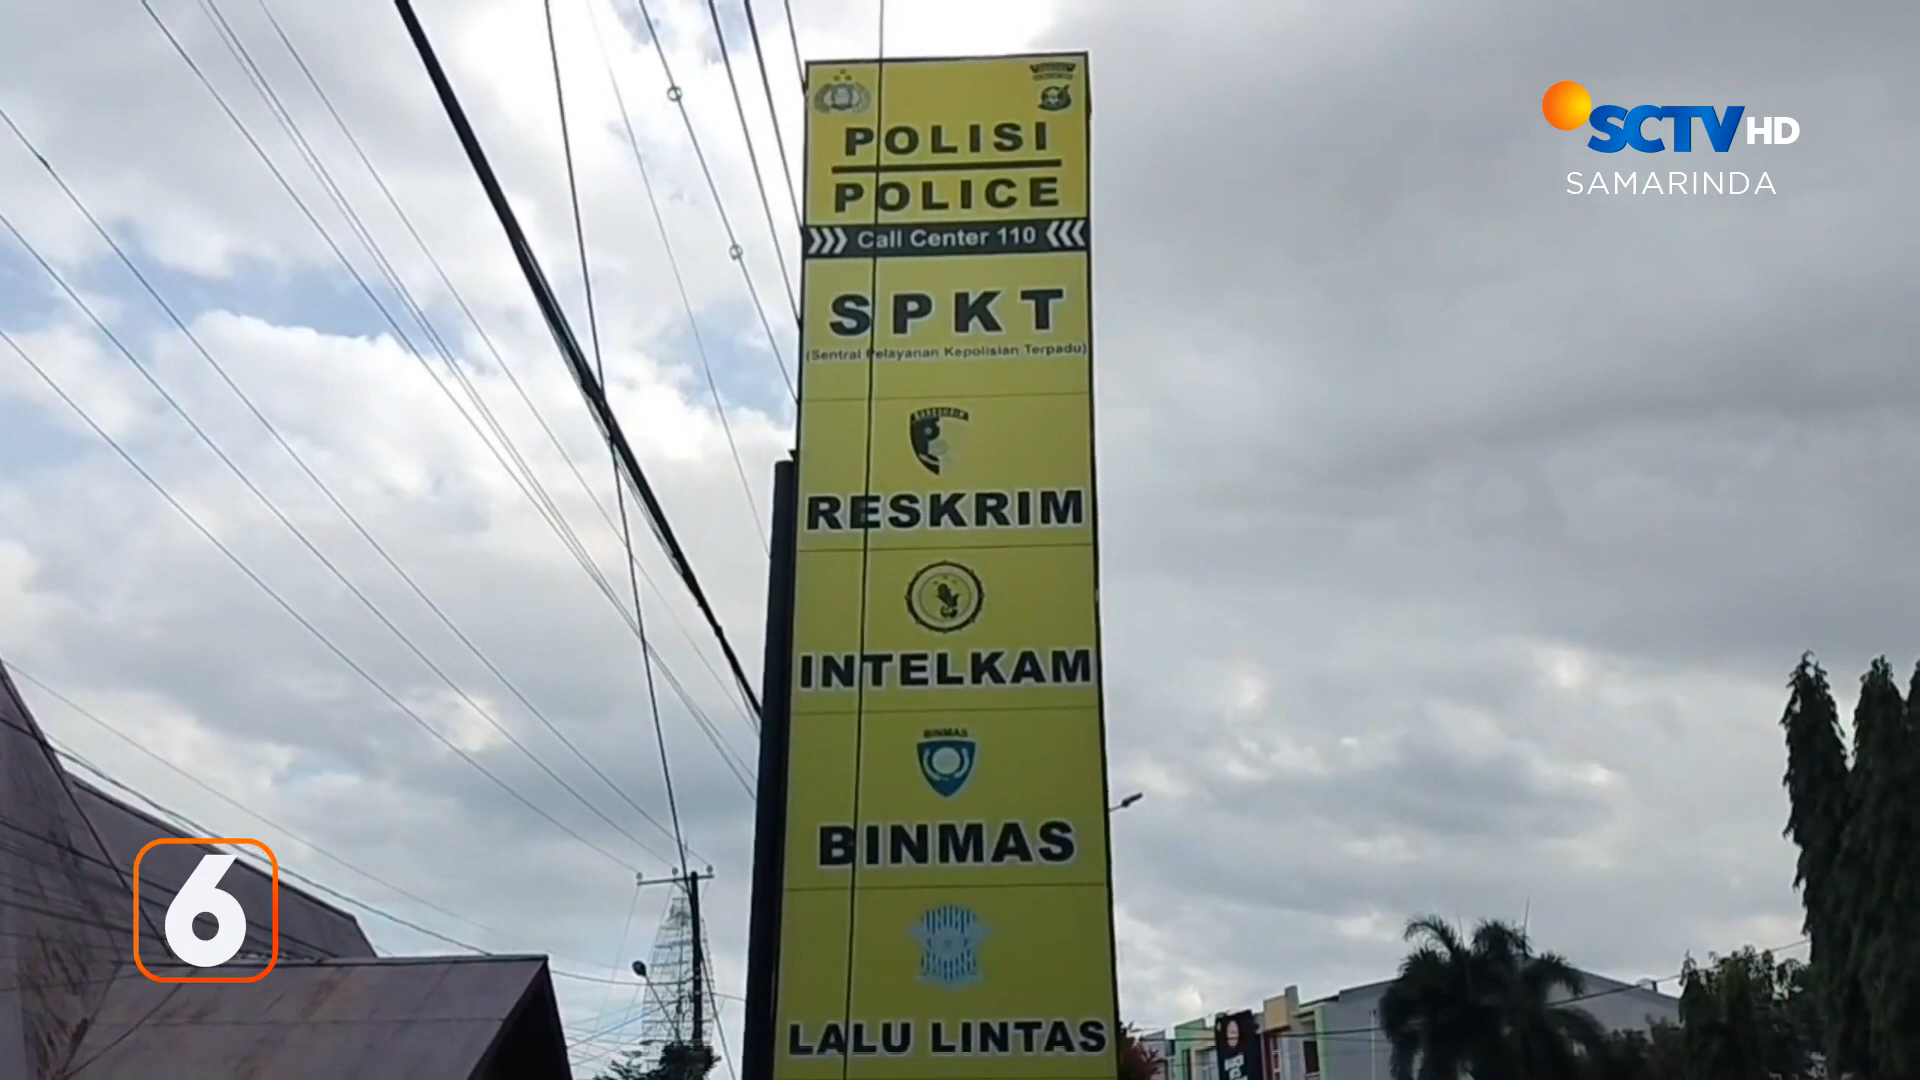 SCTV HD
SAMARINDA
POLISI
POLICE
Call Center 110
SPKT
(Sentral Pelayanan Kepolisian Terpadu)
RESKRIM
INTELKAM
BINMAS
BINMAS
LALU LINTAS
6